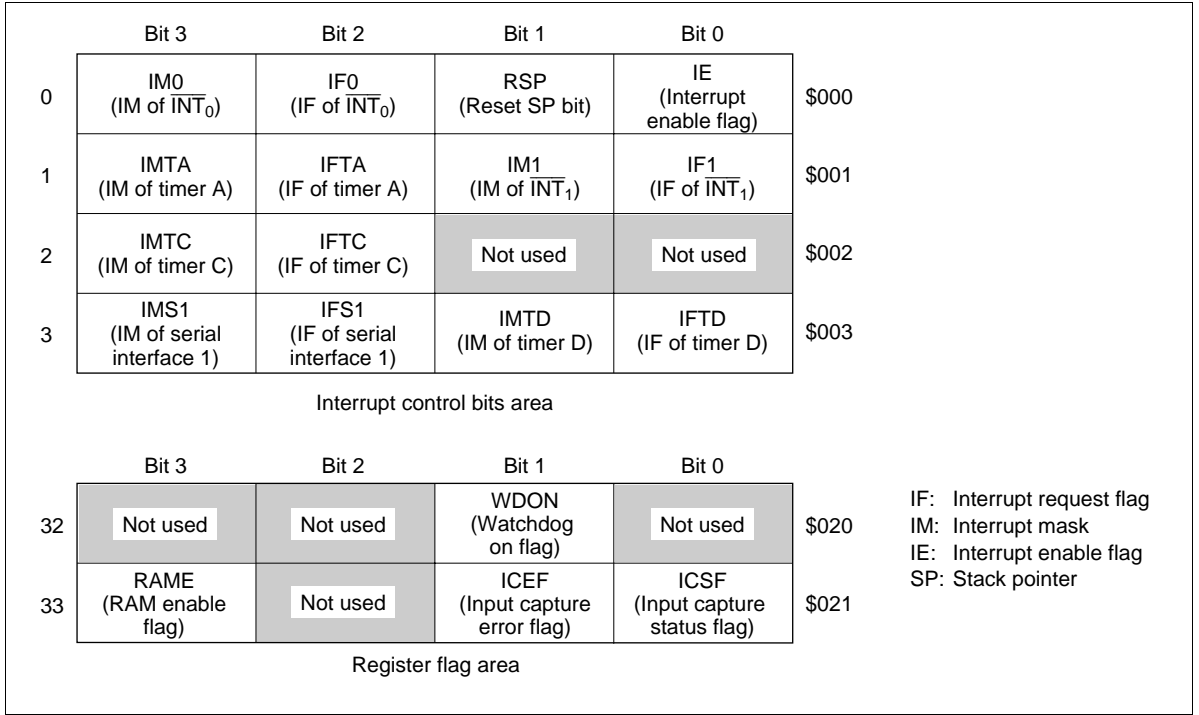 Bit 3 Bit 2 Bit 1 Bit 0
0 IM0 (IM of I̅N̅T̅₀) IF0 (IF of I̅N̅T̅₀) RSP (Reset SP bit) IE (Interrupt enable flag) $000
1 IMTA (IM of timer A) IFTA (IF of timer A) IM1 (IM of I̅N̅T̅₁) IF1 (IF of I̅N̅T̅₁) $001
2 IMTC (IM of timer C) IFTC (IF of timer C) Not used Not used $002
3 IMS1 (IM of serial interface 1) IFS1 (IF of serial interface 1) IMTD (IM of timer D) IFTD (IF of timer D) $003
Interrupt control bits area
Bit 3 Bit 2 Bit 1 Bit 0
32 Not used Not used WDON (Watchdog on flag) Not used $020
33 RAME (RAM enable flag) Not used ICEF (Input capture error flag) ICSF (Input capture status flag) $021
Register flag area
IF: Interrupt request flag
IM: Interrupt mask
IE: Interrupt enable flag
SP: Stack pointer